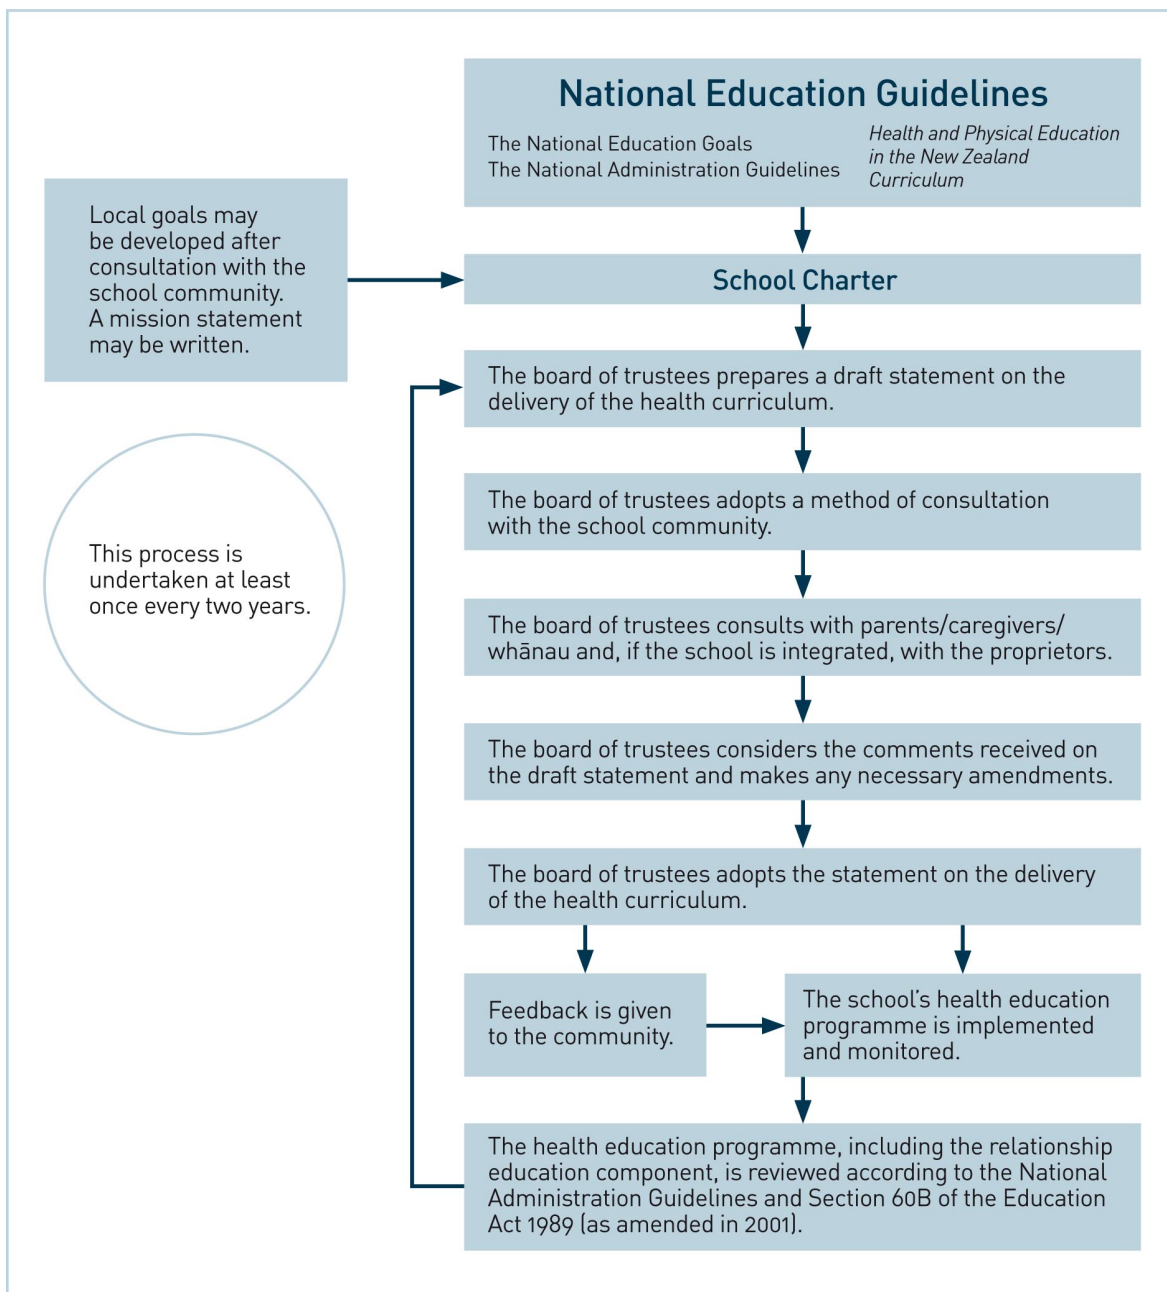 National Education Guidelines
The National Education Goals
The National Administration Guidelines
Health and Physical Education
in the New Zealand
Curriculum
Local goals may
be developed after
consultation with the
school community.
A mission statement
may be written.
School Charter
The board of trustees prepares a draft statement on the
delivery of the health curriculum.
The board of trustees adopts a method of consultation
with the school community.
This process is
undertaken at least
once every two years.
The board of trustees consults with parents/caregivers/
whānau and, if the school is integrated, with the proprietors.
The board of trustees considers the comments received on
the draft statement and makes any necessary amendments.
The board of trustees adopts the statement on the delivery
of the health curriculum.
Feedback is given
to the community.
The school’s health education
programme is implemented
and monitored.
The health education programme, including the relationship
education component, is reviewed according to the National
Administration Guidelines and Section 60B of the Education
Act 1989 (as amended in 2001).